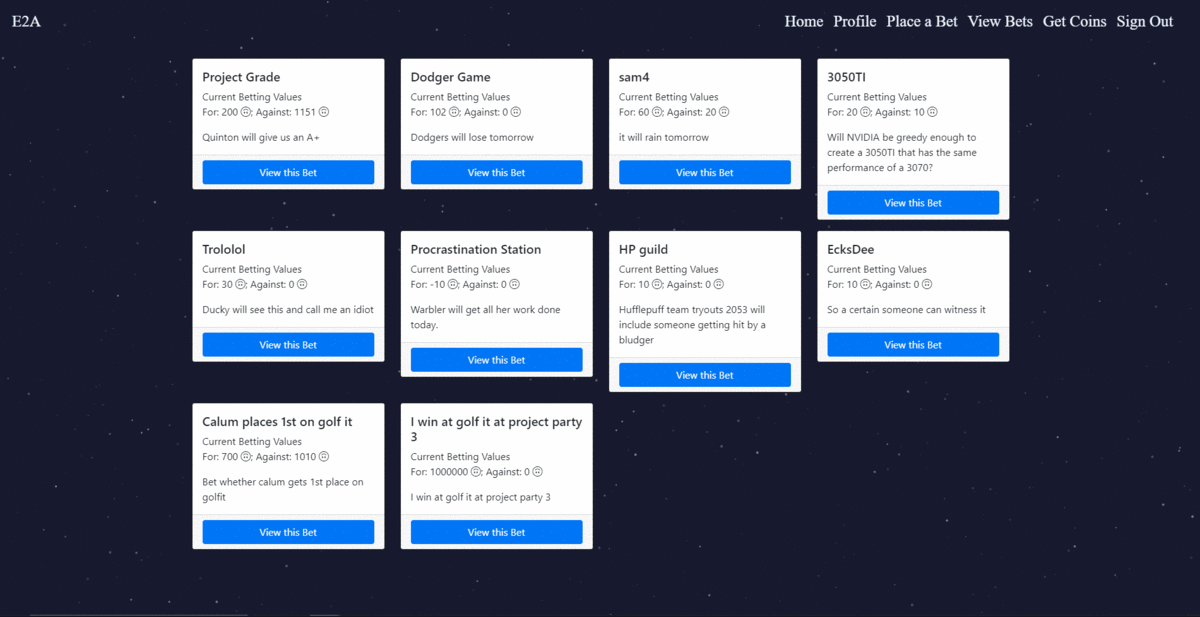 E2A
Home Profile Place a Bet View Bets Get Coins Sign Out
Project Grade
Current Betting Values
For: 200 ; Against: 1151
Quinton will give us an A+
View this Bet
Dodger Game
Current Betting Values
For: 102 ; Against: 0
Dodgers will lose tomorrow
View this Bet
sam4
Current Betting Values
For: 60 ; Against: 20
it will rain tomorrow
View this Bet
3050TI
Current Betting Values
For: 20 ; Against: 10
Will NVIDIA be greedy enough to
create a 3050TI that has the same
performance of a 3070?
View this Bet
Trololol
Current Betting Values
For: 30 ; Against: 0
Ducky will see this and call me an idiot
View this Bet
Procrastination Station
Current Betting Values
For: -10 ; Against: 0
Warbler will get all her work done
today.
View this Bet
HP guild
Current Betting Values
For: 10 ; Against: 0
Hufflepuff team tryouts 2053 will
include someone getting hit by a
bludger
View this Bet
EcksDee
Current Betting Values
For: 10 ; Against: 0
So a certain someone can witness it
View this Bet
Calum places 1st on golf it
Current Betting Values
For: 700 ; Against: 1010
Bet whether calum gets 1st place on
golfit
View this Bet
I win at golf it at project party
3
Current Betting Values
For: 1000000 ; Against: 0
I win at golf it at project party 3
View this Bet